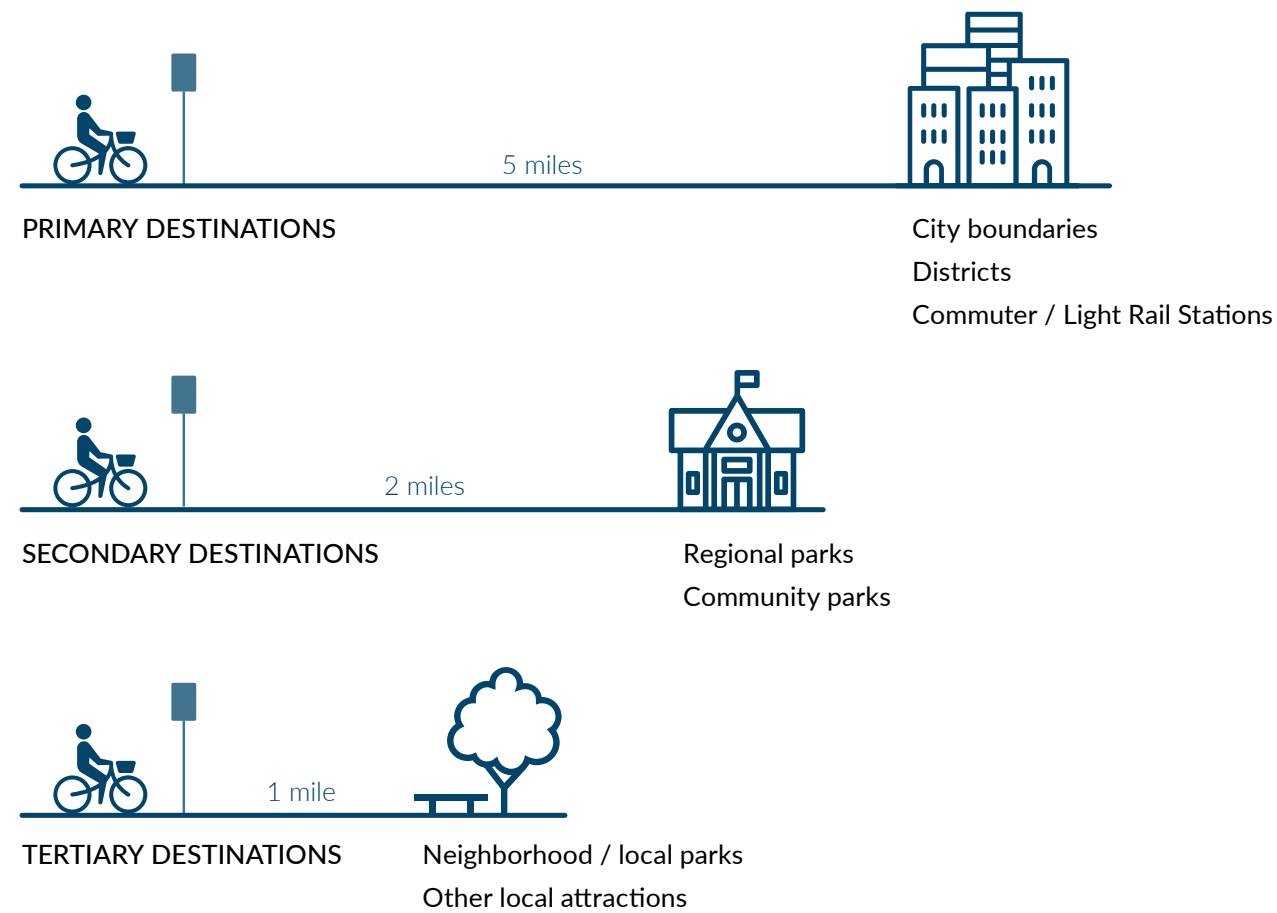 5 miles
PRIMARY DESTINATIONS
City boundaries
Districts
Commuter / Light Rail Stations
2 miles
SECONDARY DESTINATIONS
Regional parks
Community parks
1 mile
TERTIARY DESTINATIONS
Neighborhood / local parks
Other local attractions